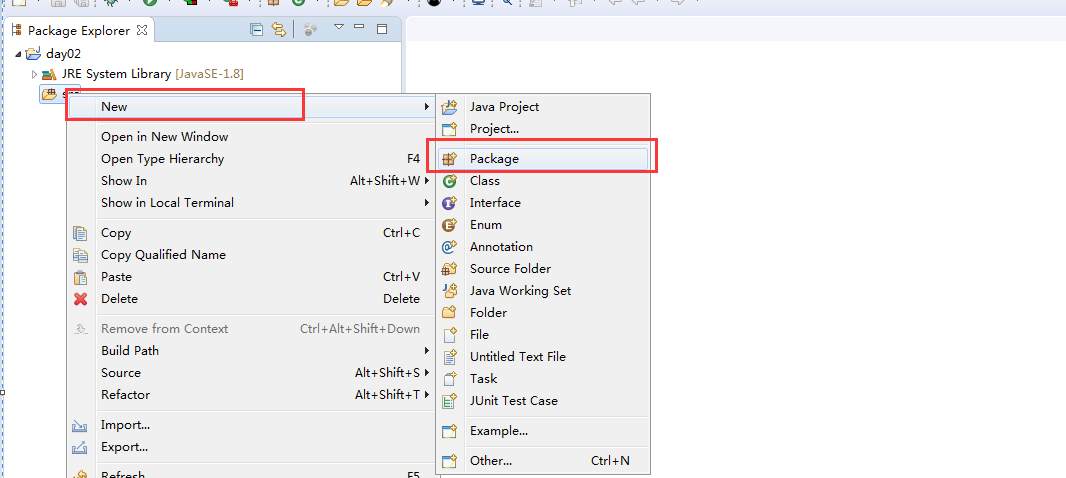 Package Explorer
day02
JRE System Library [JavaSE-1.8]
New
Open in New Window
Open Type Hierarchy F4
Show In Alt+Shift+W
Show in Local Terminal
Copy Ctrl+C
Copy Qualified Name
Paste Ctrl+V
Delete Delete
Remove from Context Ctrl+Alt+Shift+Down
Build Path
Source Alt+Shift+S
Refactor Alt+Shift+T
Import...
Export...
Refresh F5
Java Project
Project...
Package
Class
Interface
Enum
Annotation
Source Folder
Java Working Set
Folder
File
Untitled Text File
Task
JUnit Test Case
Example...
Other... Ctrl+N